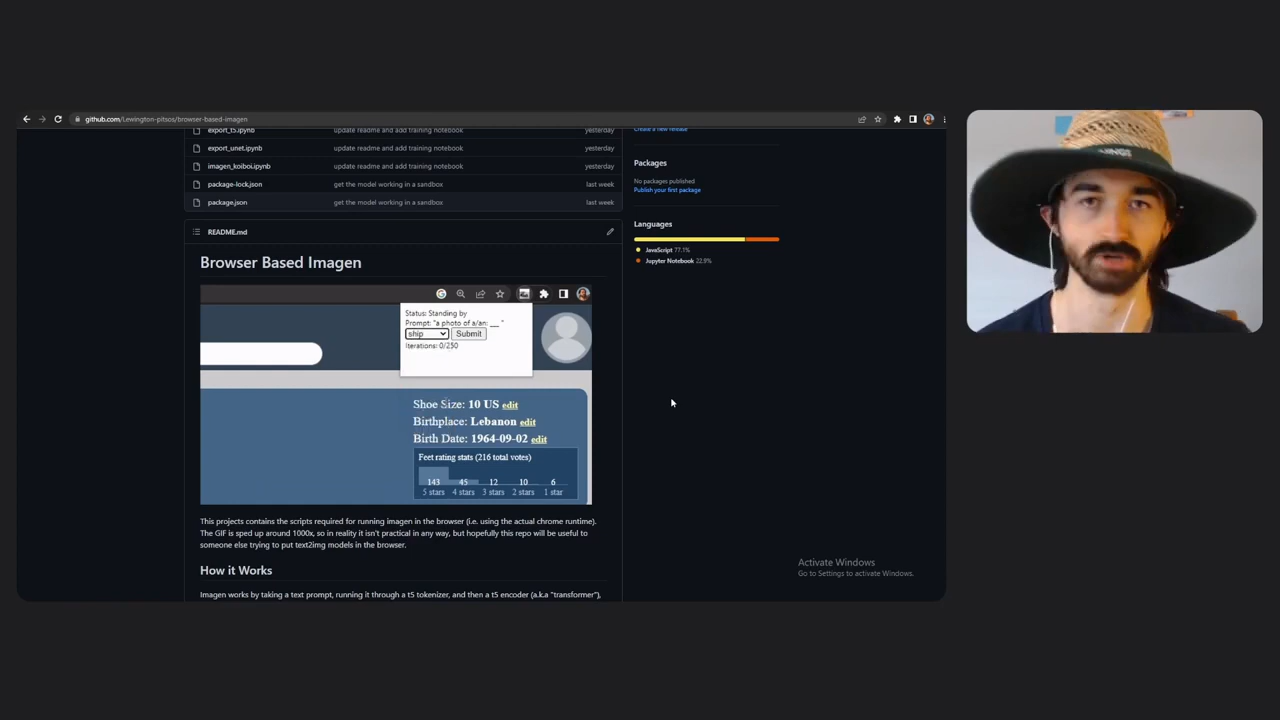 github.com/Lewington-pitsos/browser-based-imagen
export_t5.ipynb update readme and add training notebook yesterday
export_unet.ipynb update readme and add training notebook yesterday
imagen_koiboi.ipynb update readme and add training notebook yesterday
package-lock.json get the model working in a sandbox last week
package.json get the model working in a sandbox last week
README.md
Browser Based Imagen
Status: Standing by
Prompt: "a photo of a/an: __ "
ship Submit
Iterations: 0/250
Shoe Size: 10 US edit
Birthplace: Lebanon edit
Birth Date: 1964-09-02 edit
Feet rating stats (216 total votes)
143 45 12 10 6
5 stars 4 stars 3 stars 2 stars 1 star
This projects contains the scripts required for running imagen in the browser (i.e. using the actual chrome runtime).
The GIF is sped up around 1000x, so in reality it isn't practical in any way, but hopefully this repo will be useful to
someone else trying to put text2img models in the browser.
How it Works
Imagen works by taking a text prompt, running it through a t5 tokenizer, and then a t5 encoder (a.k.a "transformer"),
Create a new release
Packages
No packages published
Publish your first package
Languages
JavaScript 77.1%
Jupyter Notebook 22.9%
Activate Windows
Go to Settings to activate Windows.